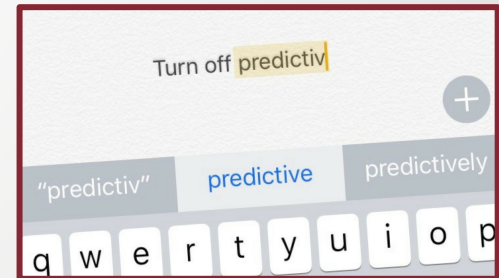 Turn off predictiv
"predictiv" predictive predictively
q w e r t y u i o p